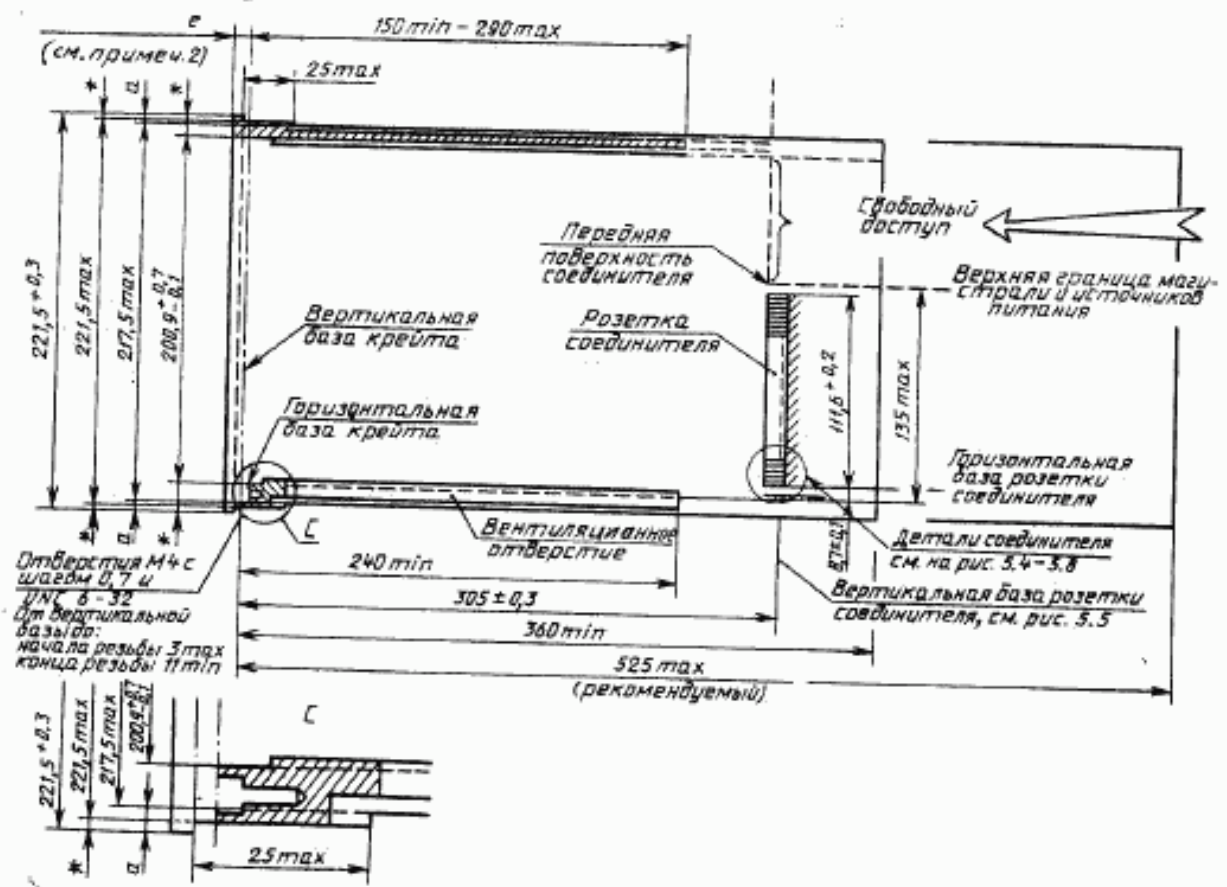 e
150 min - 290 max
(см. примеч. 2)
25 max
*
a
*
221,5 +0,3
221,5 max
217,5 max
200,9 +0,7 -0,1
Свободный
доступ
Передняя
поверхность
соединителя
Верхняя граница маги-
страли и источников
питания
Вертикальная
база крейта
Розетка
соединителя
111,6 + 0,2
135 max
Горизонтальная
база крейта
Горизонтальная
база розетки
соединителя
*
a
*
C
Вентиляционное
отверстие
Отверстия М4 с
шагом 0,7 и
UNC 6 - 32
От вертикальной
базы до:
начала резьбы 3 max
конца резьбы 11 min
Детали соединителя
см. на рис. 5.4 - 5.8
240 min
305 ± 0,3
Вертикальная база розетки
соединителя, см. рис. 5.5
360 min
525 max
(рекомендуемый)
C
221,5 +0,3
221,5 max
217,5 max
200,9 +0,7 -0,1
*
a
25 max